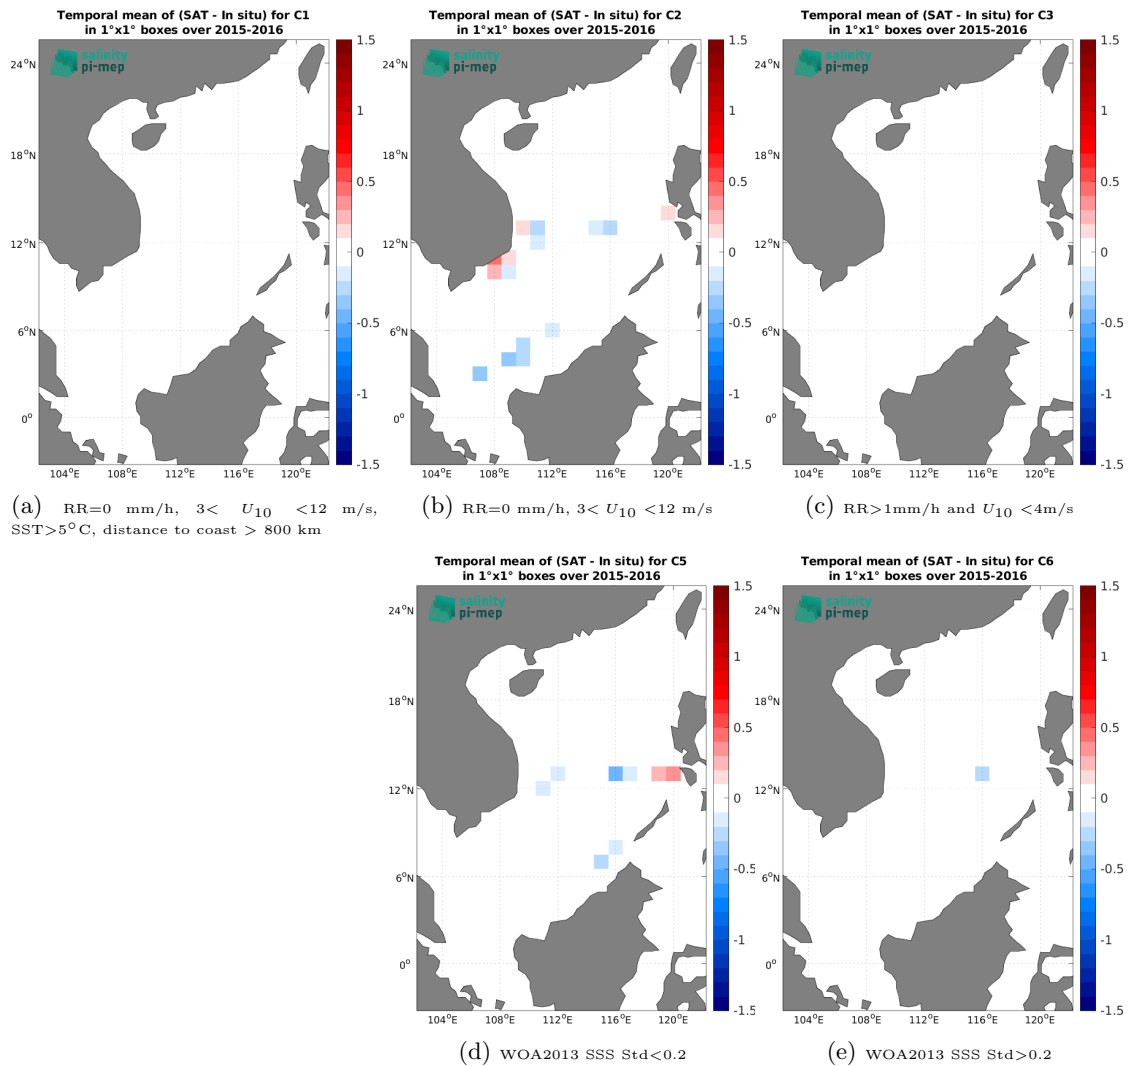 Temporal mean of (SAT - In situ) for C1
in 1°x1° boxes over 2015-2016
salinity
pi-mep
24°N
18°N
12°N
6°N
0°
104°E 108°E 112°E 116°E 120°E
1.5
1
0.5
0
-0.5
-1
-1.5
(a) RR=0 mm/h, 3< U10 <12 m/s,
SST>5°C, distance to coast > 800 km
Temporal mean of (SAT - In situ) for C2
in 1°x1° boxes over 2015-2016
salinity
pi-mep
24°N
18°N
12°N
6°N
0°
104°E 108°E 112°E 116°E 120°E
1.5
1
0.5
0
-0.5
-1
-1.5
(b) RR=0 mm/h, 3< U10 <12 m/s
Temporal mean of (SAT - In situ) for C3
in 1°x1° boxes over 2015-2016
salinity
pi-mep
24°N
18°N
12°N
6°N
0°
104°E 108°E 112°E 116°E 120°E
1.5
1
0.5
0
-0.5
-1
-1.5
(c) RR>1mm/h and U10 <4m/s
Temporal mean of (SAT - In situ) for C5
in 1°x1° boxes over 2015-2016
salinity
pi-mep
24°N
18°N
12°N
6°N
0°
104°E 108°E 112°E 116°E 120°E
1.5
1
0.5
0
-0.5
-1
-1.5
(d) WOA2013 SSS Std<0.2
Temporal mean of (SAT - In situ) for C6
in 1°x1° boxes over 2015-2016
salinity
pi-mep
24°N
18°N
12°N
6°N
0°
104°E 108°E 112°E 116°E 120°E
1.5
1
0.5
0
-0.5
-1
-1.5
(e) WOA2013 SSS Std>0.2